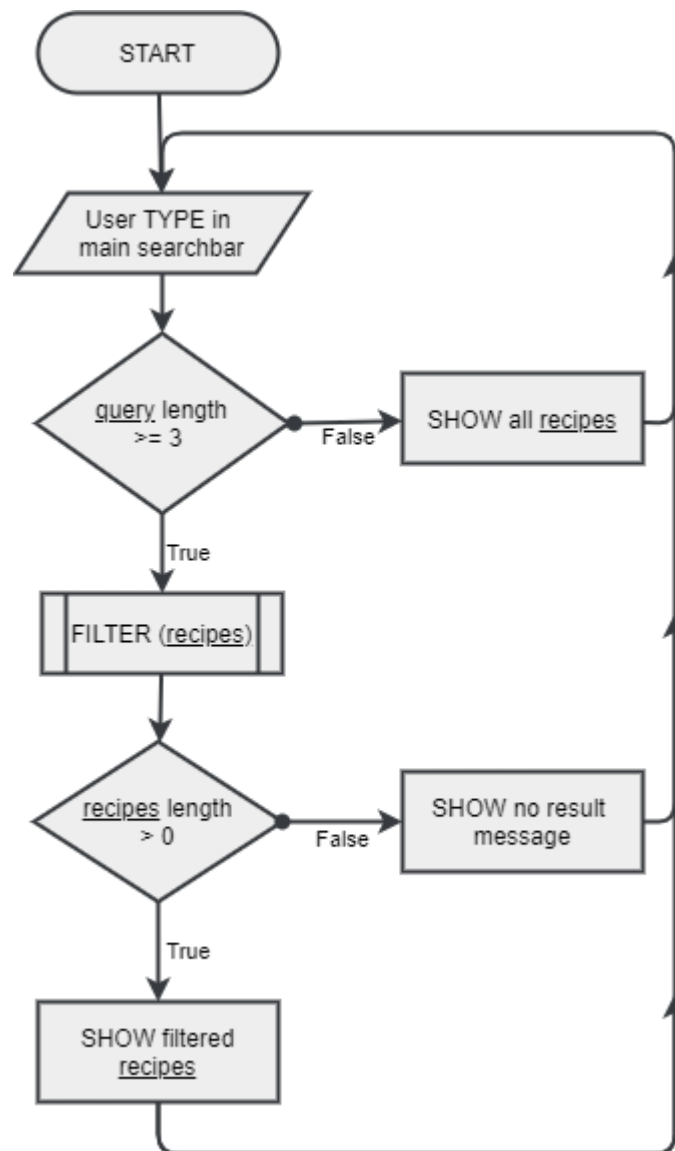 START
User TYPE in
main searchbar
query length
>= 3
False
SHOW all recipes
True
FILTER (recipes)
recipes length
> 0
False
SHOW no result
message
True
SHOW filtered
recipes